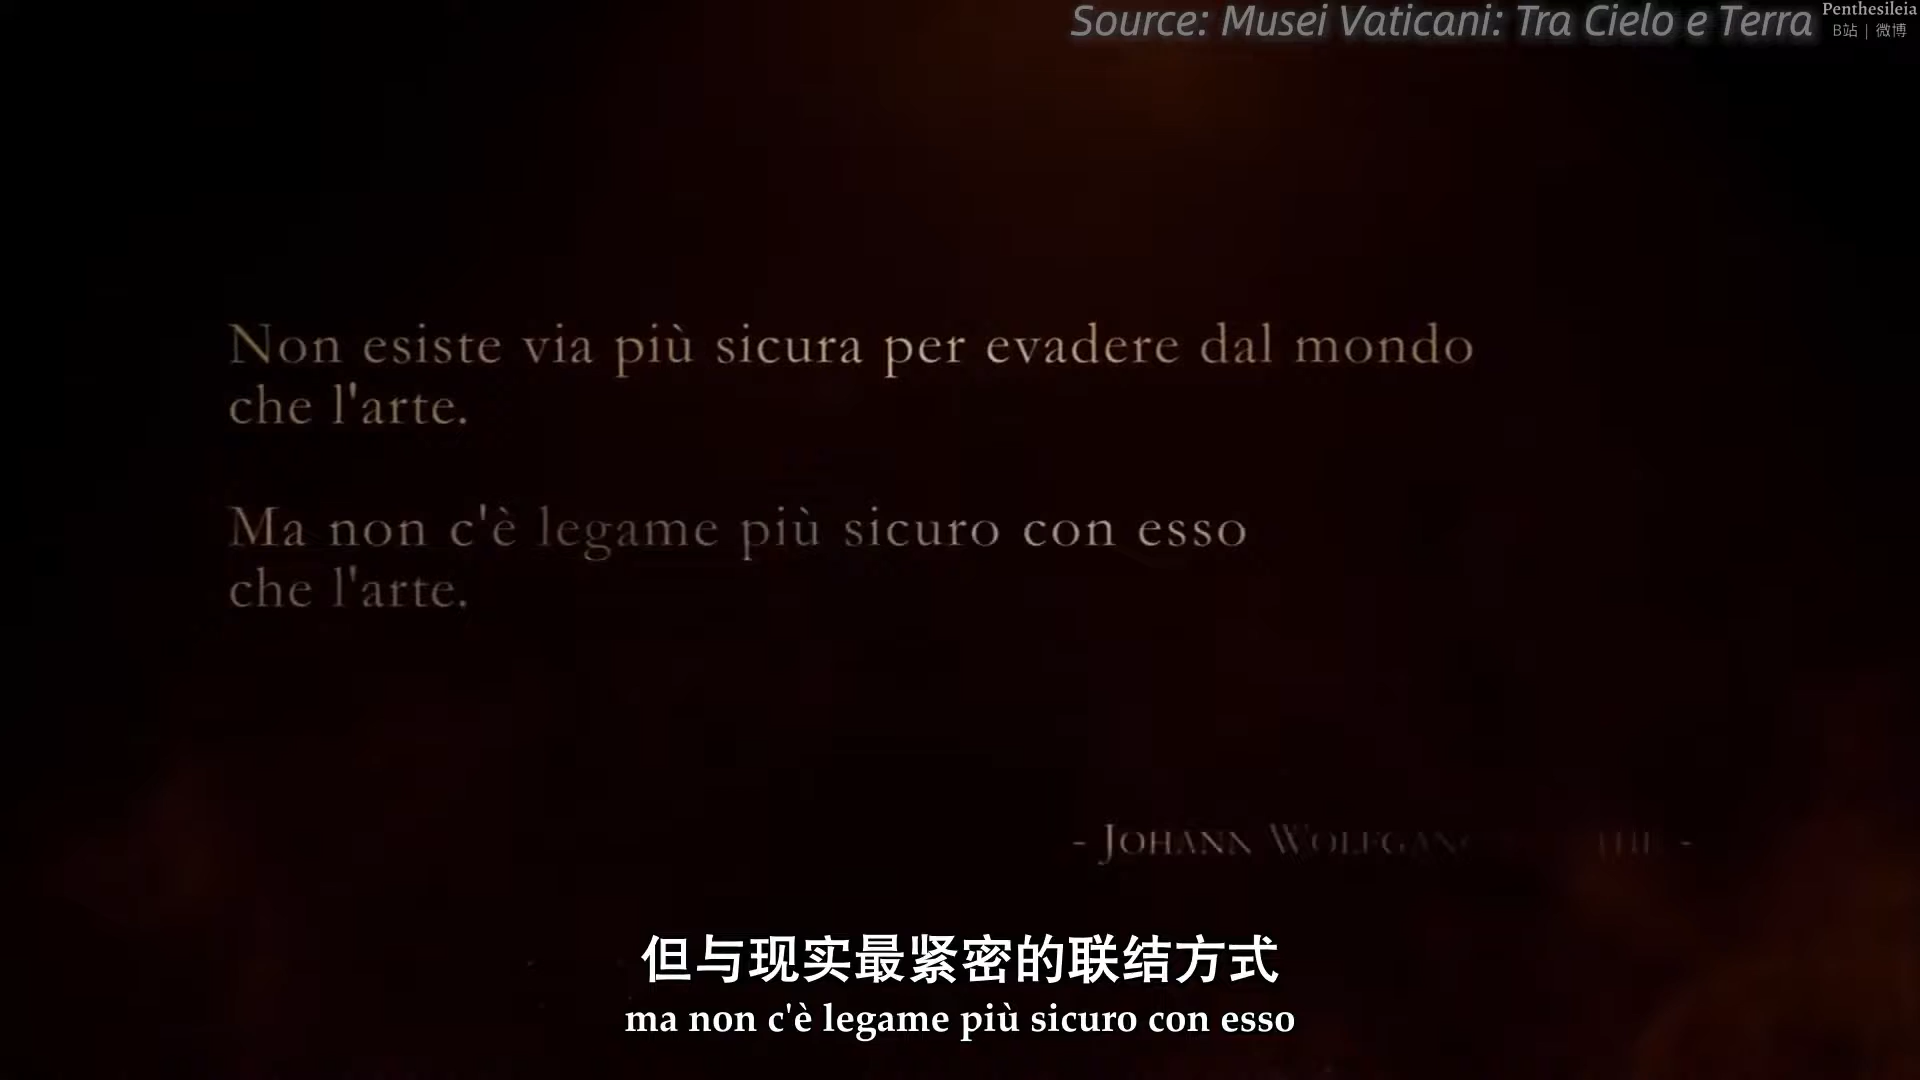 Source: Musei Vaticani: Tra Cielo e Terra
Penthesileia
B站 | 微博
Non esiste via più sicura per evadere dal mondo
che l'arte.
Ma non c'è legame più sicuro con esso
che l'arte.
- JOHANN WOLFGANG -
但与现实最紧密的联结方式
ma non c'è legame più sicuro con esso